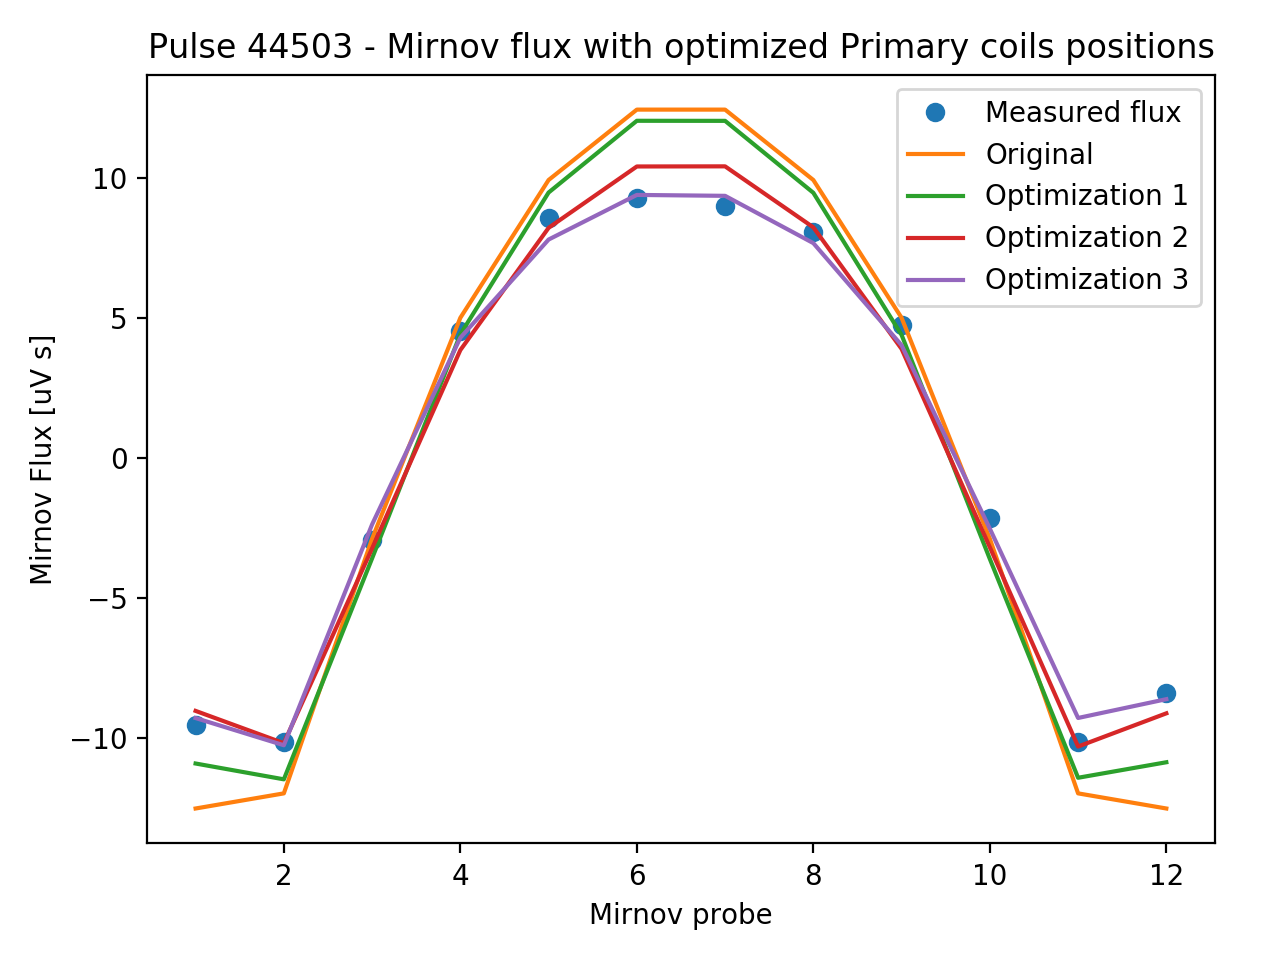 Pulse 44503 - Mirnov flux with optimized Primary coils positions
Measured flux
Original
Optimization 1
Optimization 2
Optimization 3
Mirnov Flux [uV s]
10
5
0
−5
−10
2 4 6 8 10 12
Mirnov probe